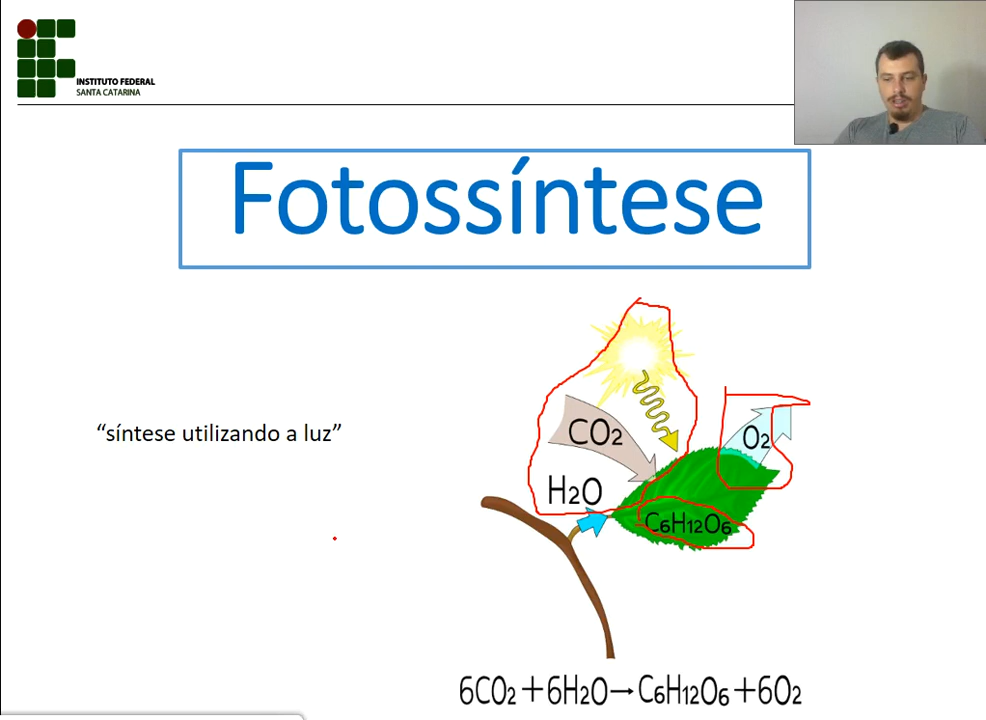 INSTITUTO FEDERAL
SANTA CATARINA
Fotossíntese
“síntese utilizando a luz”
CO2
O2
H2O
C6H12O6
6CO2+6H2O→C6H12O6+6O2